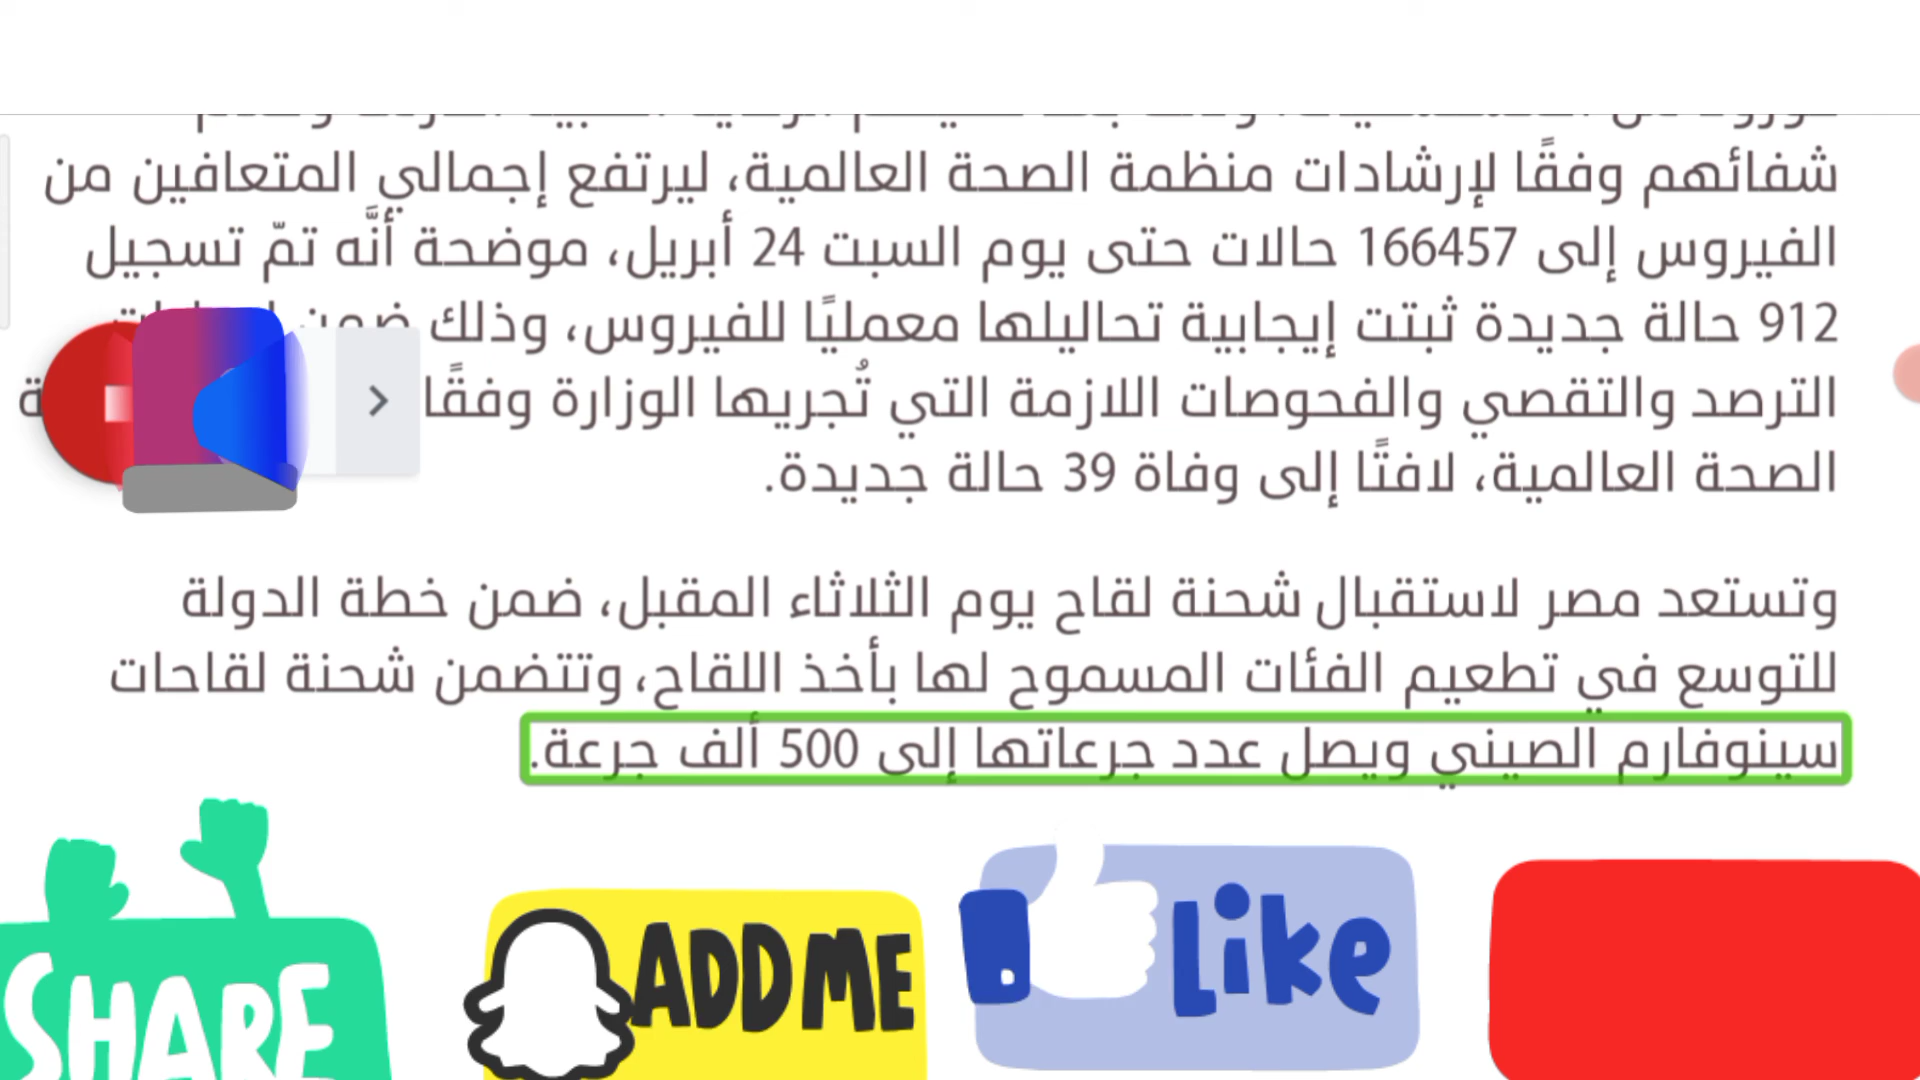 شفائهم وفقًا لإرشادات منظمة الصحة العالمية، ليرتفع إجمالي المتعافين من
الفيروس إلى 166457 حالات حتى يوم السبت 24 أبريل، موضحة أنَّه تمّ تسجيل
912 حالة جديدة ثبتت إيجابية تحاليلها معمليًا للفيروس، وذلك ضمن
الترصد والتقصي والفحوصات اللازمة التي تُجريها الوزارة وفقًا
الصحة العالمية، لافتًا إلى وفاة 39 حالة جديدة.
وتستعد مصر لاستقبال شحنة لقاح يوم الثلاثاء المقبل، ضمن خطة الدولة
للتوسع في تطعيم الفئات المسموح لها بأخذ اللقاح، وتتضمن شحنة لقاحات
سينوفارم الصيني ويصل عدد جرعاتها إلى 500 ألف جرعة.
SHARE
ADD ME
Like